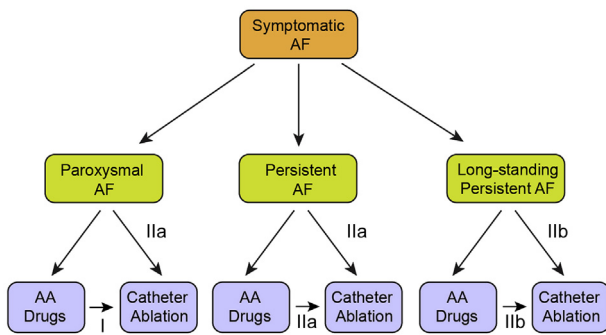 Symptomatic
AF
Paroxysmal
AF
Persistent
AF
Long-standing
Persistent AF
IIa
IIa
IIb
AA
Drugs
I
Catheter
Ablation
AA
Drugs
IIa
Catheter
Ablation
AA
Drugs
IIb
Catheter
Ablation